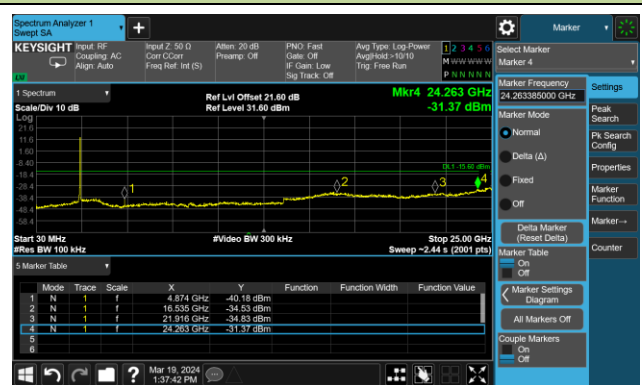 Spectrum Analyzer 1
Swept SA
+
Marker
KEYSIGHT
Input: RF
Coupling: AC
Align: Auto
Input Z: 50 Ω
Corr CCorr
Freq Ref: Int (S)
Atten: 20 dB
Preamp: Off
PNO: Fast
Gate: Off
IF Gain: Low
Sig Track: Off
Avg Type: Log-Power
Avg|Hold:>10/10
Trig: Free Run
1 2 3 4 5 6
M W W W W W
P N N N N N
LW
Select Marker
Marker 4
1 Spectrum
Scale/Div 10 dB
Log
Ref Lvl Offset 21.60 dB
Ref Level 31.60 dBm
Mkr4 24.263 GHz
-31.37 dBm
21.6
11.6
1.60
-8.40
-18.4
-28.4
-38.4
-48.4
-58.4
DL1 -15.60 dBm
1
2
3
4
Start 30 MHz
#Res BW 100 kHz
#Video BW 300 kHz
Stop 25.00 GHz
Sweep ~2.44 s (2001 pts)
5 Marker Table
Mode Trace Scale X Y Function Function Width Function Value
1 N 1 f 4.874 GHz -40.18 dBm
2 N 1 f 16.535 GHz -34.53 dBm
3 N 1 f 21.916 GHz -34.83 dBm
4 N 1 f 24.263 GHz -31.37 dBm
5
6
Marker Frequency
24.263385000 GHz
Marker Mode
Normal
Delta (Δ)
Fixed
Off
Delta Marker
(Reset Delta)
Marker Table
On
Off
Marker Settings
Diagram
All Markers Off
Couple Markers
On
Off
Settings
Peak
Search
Pk Search
Config
Properties
Marker
Function
Marker→
Counter
?
Mar 19, 2024
1:37:42 PM